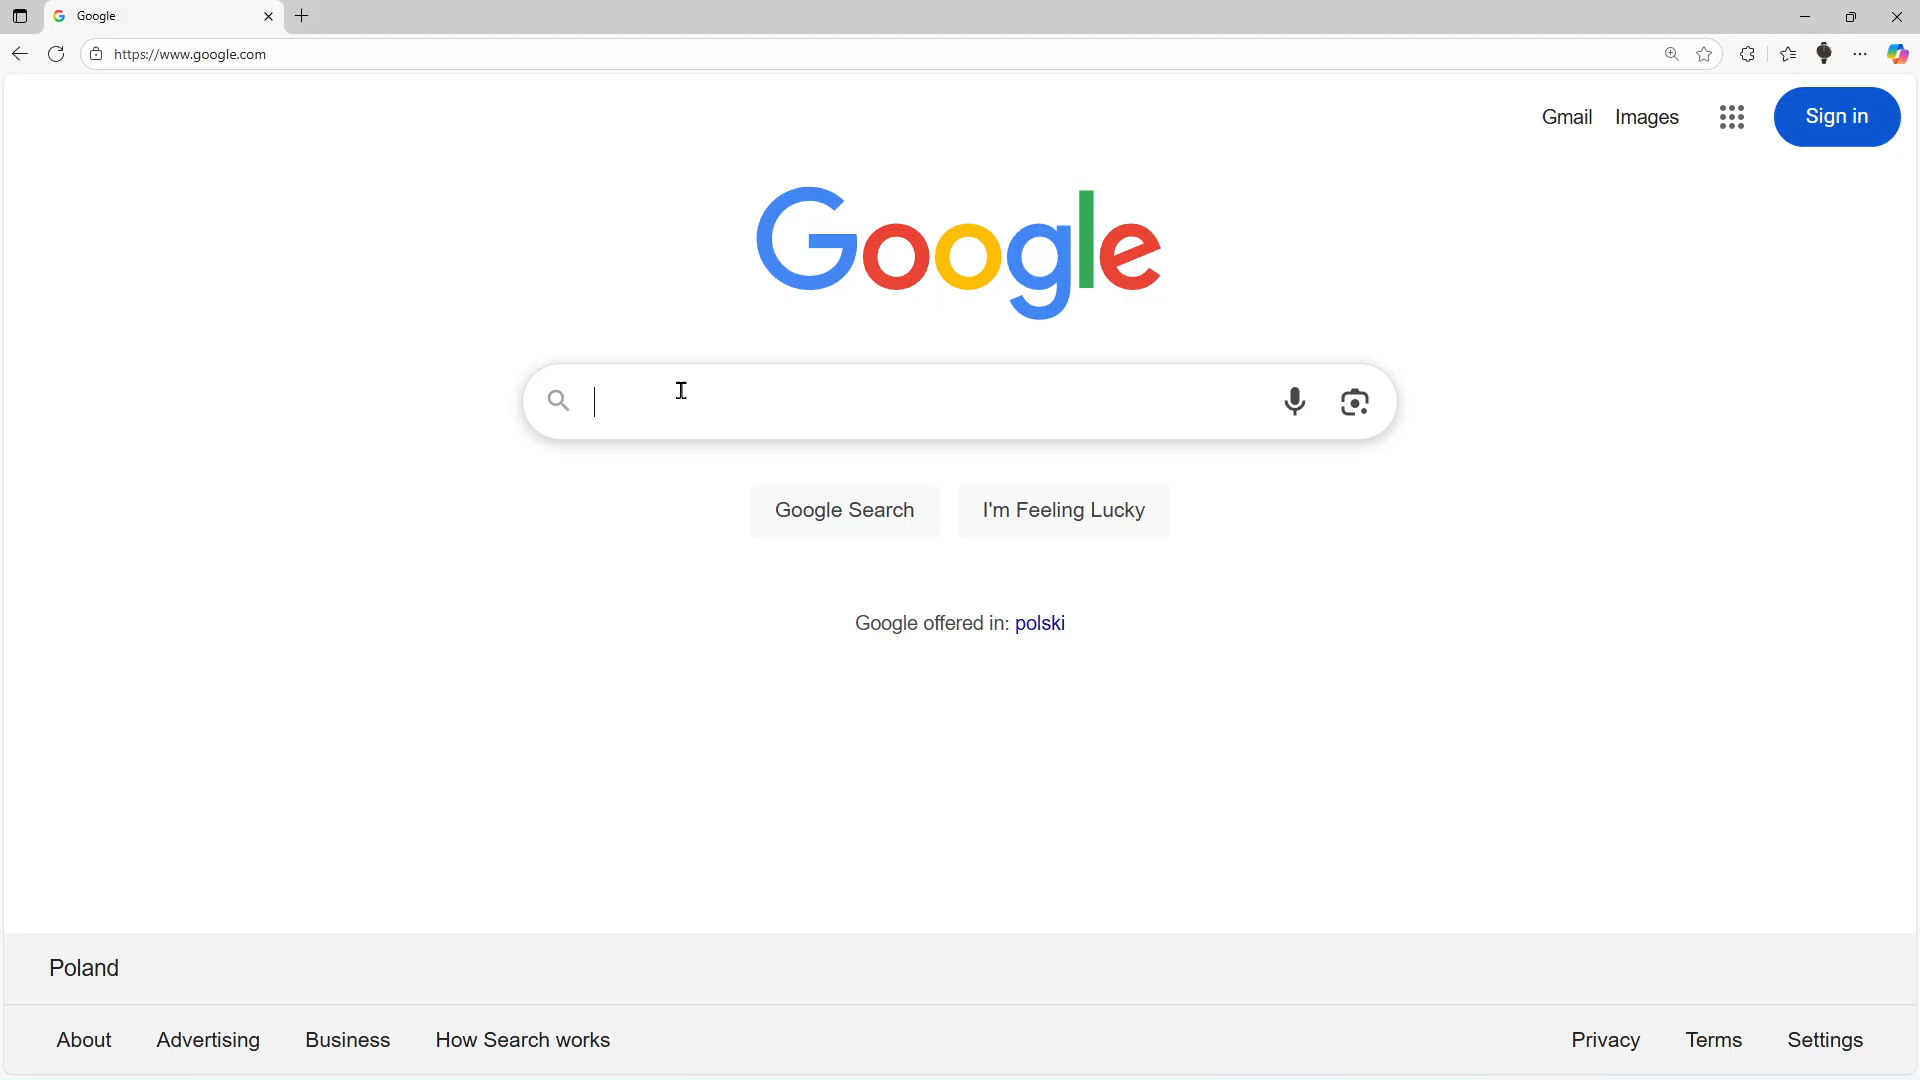 Google
https://www.google.com
Gmail Images Sign in
Google
Google Search I'm Feeling Lucky
Google offered in: polski
Poland
About Advertising Business How Search works Privacy Terms Settings